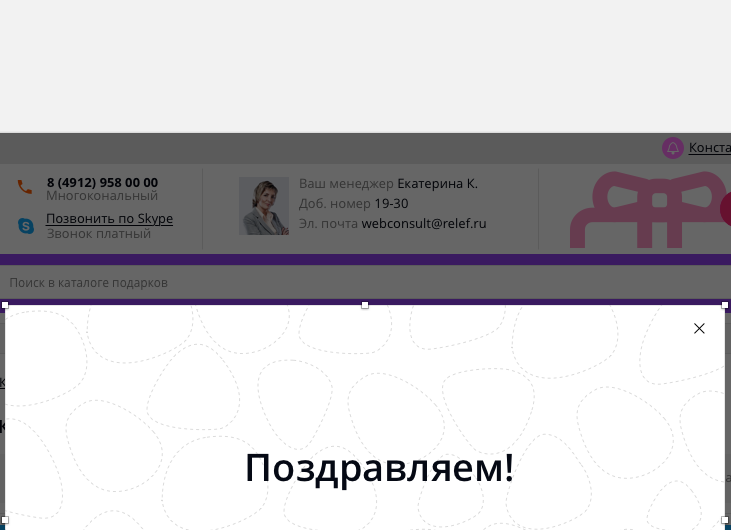 Конста
8 (4912) 958 00 00
Многокональный
Позвонить по Skype
Звонок платный
Ваш менеджер Екатерина К.
Доб. номер 19-30
Эл. почта webconsult@relef.ru
Поиск в каталоге подарков
Поздравляем!